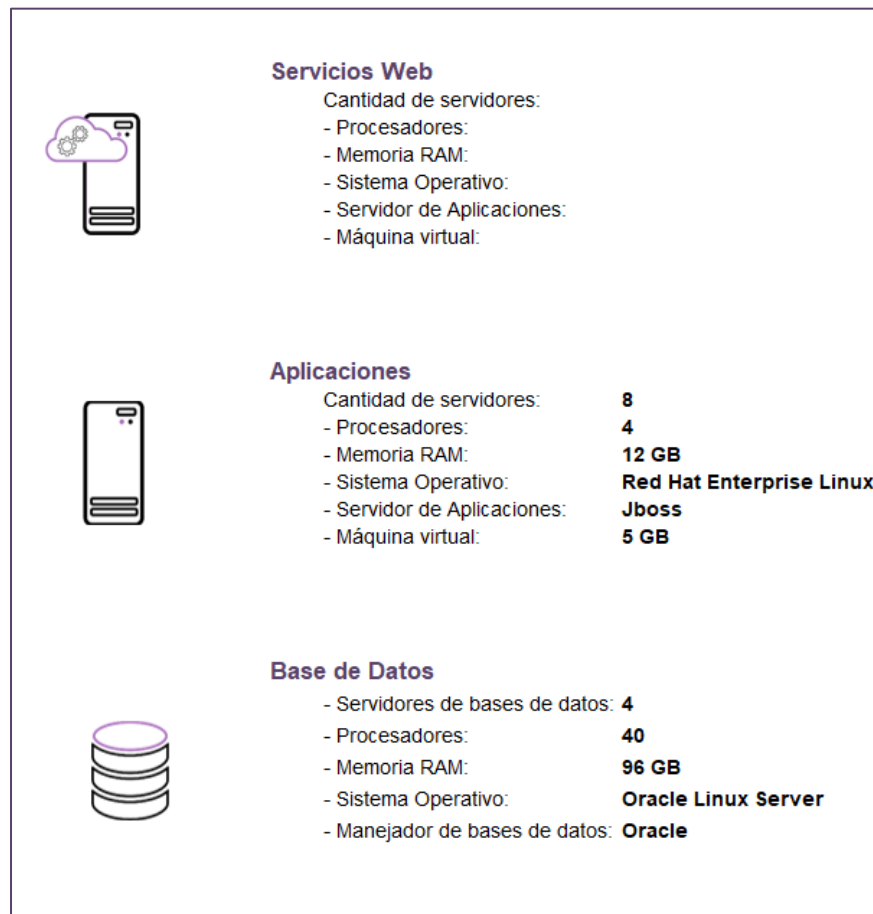 Servicios Web
Cantidad de servidores:
- Procesadores:
- Memoria RAM:
- Sistema Operativo:
- Servidor de Aplicaciones:
- Máquina virtual:
Aplicaciones
Cantidad de servidores: 8
- Procesadores: 4
- Memoria RAM: 12 GB
- Sistema Operativo: Red Hat Enterprise Linux
- Servidor de Aplicaciones: Jboss
- Máquina virtual: 5 GB
Base de Datos
- Servidores de bases de datos: 4
- Procesadores: 40
- Memoria RAM: 96 GB
- Sistema Operativo: Oracle Linux Server
- Manejador de bases de datos: Oracle